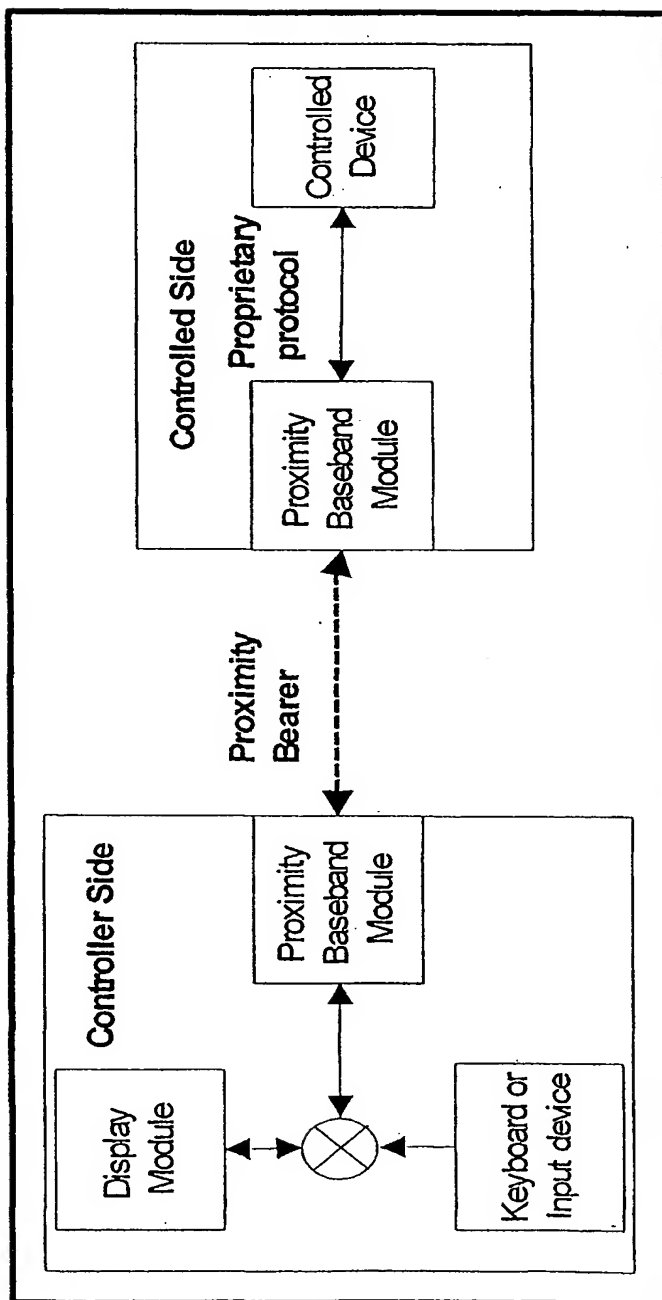 Controller Side
Display
Module
Keyboard or
Input device
Proximity
Baseband
Module
Proximity
Bearer
Controlled Side
Proximity
Baseband
Module
Proprietary
protocol
Controlled
Device